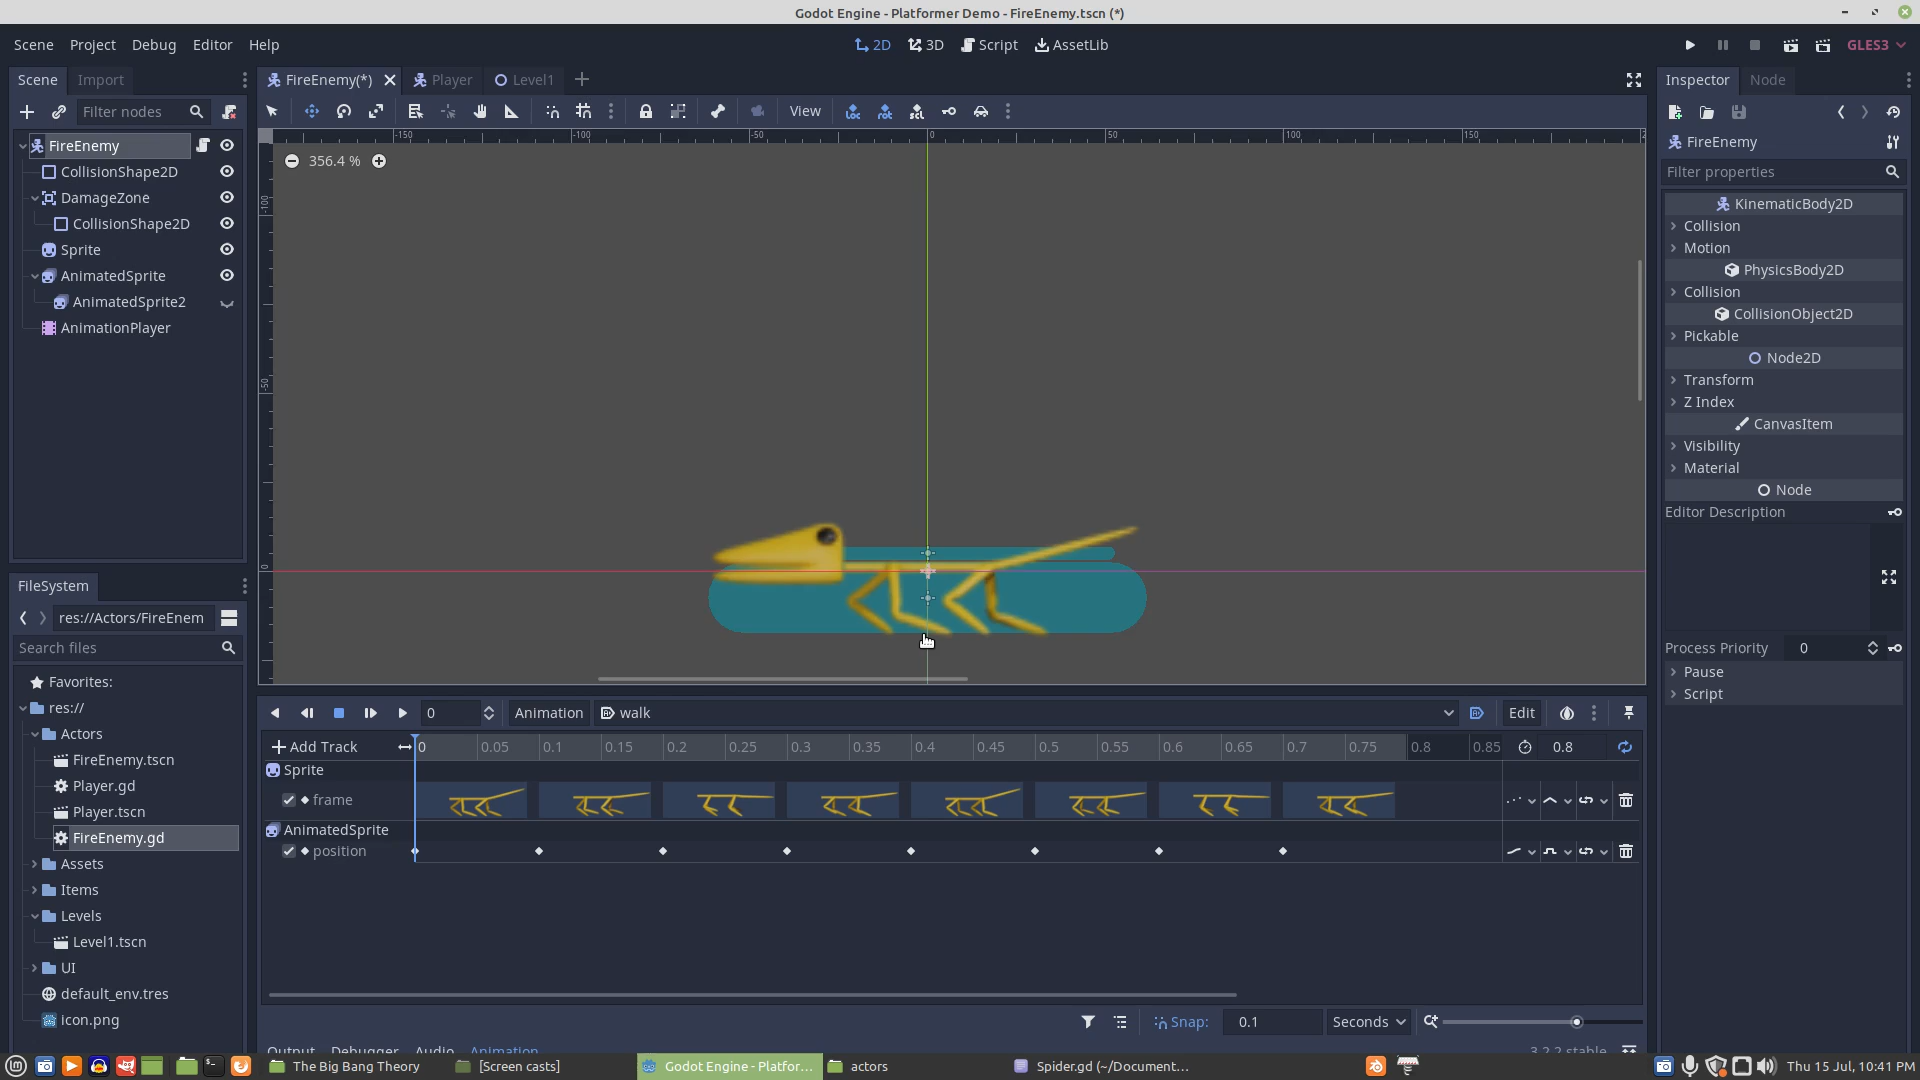 Godot Engine - Platformer Demo - FireEnemy.tscn (*)
Scene Project Debug Editor Help
2D 3D Script AssetLib
GLES3
Scene Import
FireEnemy(*) Player Level1
Inspector Node
Filter nodes
View
FireEnemy
CollisionShape2D
DamageZone
CollisionShape2D
Sprite
AnimatedSprite
AnimatedSprite2
AnimationPlayer
-150 -100 -50 0 50 100 150
356.4 %
-100
-50
0
FireEnemy
Filter properties
KinematicBody2D
Collision
Motion
PhysicsBody2D
Collision
CollisionObject2D
Pickable
Node2D
Transform
Z Index
CanvasItem
Visibility
Material
Node
Editor Description
Process Priority 0
Pause
Script
FileSystem
res://Actors/FireEnem
Search files
Favorites:
res://
Actors
FireEnemy.tscn
Player.gd
Player.tscn
FireEnemy.gd
Assets
Items
Levels
Level1.tscn
UI
default_env.tres
icon.png
0 Animation walk Edit
Add Track 0 0.05 0.1 0.15 0.2 0.25 0.3 0.35 0.4 0.45 0.5 0.55 0.6 0.65 0.7 0.75 0.8 0.85 0.8
Sprite
frame
AnimatedSprite
position
Snap: 0.1 Seconds
Output Debugger Audio Animation 3.2.2.stable
The Big Bang Theory [Screen casts] Godot Engine - Platfor... actors Spider.gd (~/Document... Thu 15 Jul, 10:41 PM